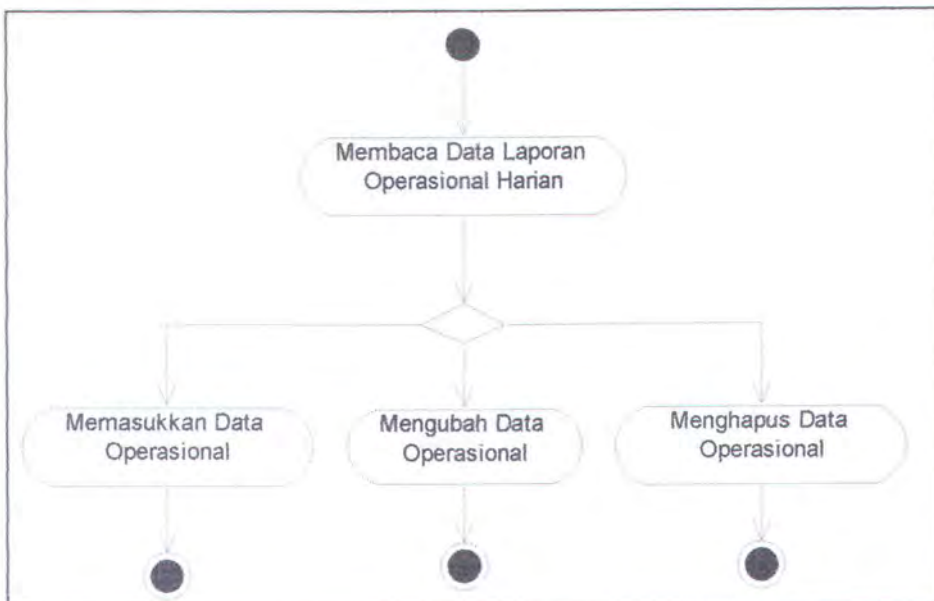 Membaca Data Laporan
Operasional Harian
Memasukkan Data
Operasional
Mengubah Data
Operasional
Menghapus Data
Operasional